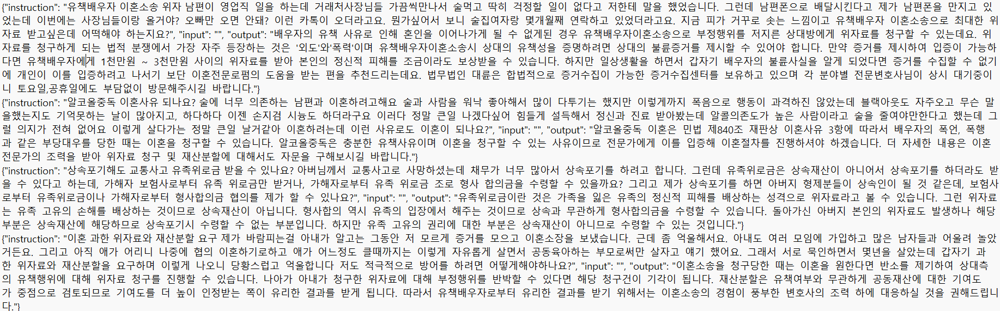 {"instruction": "유책배우자 이혼소송 위자 남편이 영업직 일을 하는데 거래처사장님들 가끔씩만나서 술먹고 딱히 걱정할 일이 없다고 저한테 말을 했었습니다. 그런데 남편폰으로 배달시킨다고 제가 남편폰을 만지고 있
었는데 이번에는 사장님들이랑 올거야? 오빠만 오면 안돼? 이런 카톡이 오더라고요. 뭔가싶어서 보니 술집여자랑 몇개월째 연락하고 있었더라고요. 지금 피가 거꾸로 솟는 느낌이고 유책배우자 이혼소송으로 최대한 위
자료 받고싶은데 어떡해야 하는지요?", "input": "", "output": "배우자의 유책 사유로 인해 혼인을 이어나가게 될 수 없게된 경우 유책배우자이혼소송으로 부정행위를 저지른 상대방에게 위자료를 청구할 수 있는데요. 위
자료를 청구하게 되는 법적 분쟁에서 가장 자주 등장하는 것은 '외도'와'폭력'이며 유책배우자이혼소송시 상대의 유책성을 증명하려면 상대의 불륜증거를 제시할 수 있어야 합니다. 만약 증거를 제시하여 입증이 가능하
다면 유책배우자에게 1천만원 ~ 3천만원 사이의 위자료를 받아 본인의 정신적 피해를 조금이라도 보상받을 수 있습니다. 하지만 일상생활을 하면서 갑자기 배우자의 불륜사실을 알게 되었다면 증거를 수집할 수 없기
에 개인이 이를 입증하려고 나서기 보단 이혼전문로펌의 도움을 받는 편을 추천드리는데요. 법무법인 대륜은 합법적으로 증거수집이 가능한 증거수집센터를 보유하고 있으며 각 분야별 전문변호사님이 상시 대기중이
니 토요일,공휴일에도 부담없이 방문해주시길 바랍니다."}
{"instruction": "알코올중독 이혼사유 되나요? 술에 너무 의존하는 남편과 이혼하려고해요 술과 사람을 워낙 좋아해서 많이 다투기는 했지만 이렇게까지 폭음으로 행동이 과격하진 않았는데 블랙아웃도 자주오고 무슨 말
을했는지도 기억못하는 날이 많아지고, 하다하다 이젠 손지검 시늉도 하더라구요 이러다 정말 큰일 나겠다싶어 힘들게 설득해서 정신과 진료 받아봤는데 알콜의존도가 높은 사람이라고 술을 줄여야만한다고 했는데 그
럴 의지가 전혀 없어요 이렇게 살다가는 정말 큰일 날거같아 이혼하려는데 이런 사유로도 이혼이 되나요?", "input": "", "output": "알코올중독 이혼은 민법 제840조 재판상 이혼사유 3항에 따라서 배우자의 폭언, 폭행
과 같은 부당대우를 당한 때는 이혼을 청구할 수 있습니다. 알코올중독은 충분한 유책사유이며 이혼을 청구할 수 있는 사유이므로 전문가에게 이를 입증해 이혼절차를 진행하셔야 하겠습니다. 더 자세한 내용은 이혼
전문가의 조력을 받아 위자료 청구 및 재산분할에 대해서도 자문을 구해보시길 바랍니다."}
{"instruction": "상속포기해도 교통사고 유족위로금 받을 수 있나요? 아버님께서 교통사고로 사망하셨는데 채무가 너무 많아서 상속포기를 하려고 합니다. 그런데 유족위로금은 상속재산이 아니어서 상속포기를 하더라도 받
을 수 있다고 하는데, 가해자 보험사로부터 유족 위로금만 받거나, 가해자로부터 유족 위로금 조로 형사 합의금을 수령할 수 있을까요? 그리고 제가 상속포기를 하면 아버지 형제분들이 상속인이 될 것 같은데, 보험사
로부터 유족위로금이나 가해자로부터 형사합의금 협의를 제가 할 수 있나요?", "input": "", "output": "유족위로금이란 것은 가족을 잃은 유족의 정신적 피해를 배상하는 성격으로 위자료라고 볼 수 있습니다. 그런 위자료
는 유족 고유의 손해를 배상하는 것이므로 상속재산이 아닙니다. 형사합의 역시 유족의 입장에서 해주는 것이므로 상속과 무관하게 형사합의금을 수령할 수 있습니다. 돌아가신 아버지 본인의 위자료도 발생하나 해당
부분은 상속재산에 해당하므로 상속포기시 수령할 수 없는 부분입니다. 하지만 유족 고유의 권리에 대한 부분은 상속재산이 아니므로 수령할 수 있는 것입니다."}
{"instruction": "이혼 과한 위자료와 재산분할 요구 제가 바람피는걸 아내가 알고는 그동안 저 모르게 증거를 모으고 이혼소장을 보냈습니다. 근데 좀 억울해서요. 아내도 여러 모임에 가입하고 많은 남자들과 어울려 놀았
거든요. 그리고 아직 애가 어리니 나중에 협의 이혼하기로하고 애가 어느정도 클때까지는 이렇게 자유롭게 살면서 공동육아하는 부모로써만 살자고 얘기 했어요. 그래서 서로 묵인하면서 몇년을 살았는데 갑자기 과
한 위자료와 재산분할을 요구하며 이렇게 나오니 당황스럽고 억울합니다 저도 적극적으로 방어를 하려면 어떻게해야하나요?", "input": "", "output": "이혼소송을 청구당한 때는 이혼을 원한다면 반소를 제기하여 상대측
의 유책행위에 대해 위자료 청구를 진행할 수 있습니다. 나아가 아내가 청구한 위자료에 대해 부정행위를 반박할 수 있다면 해당 청구건이 기각이 됩니다. 재산분할은 유책여부와 무관하게 공동재산에 대한 기여도
가 중점으로 검토되므로 기여도를 더 높이 인정받는 쪽이 유리한 결과를 받게 됩니다. 따라서 유책배우자로부터 유리한 결과를 받기 위해서는 이혼소송의 경험이 풍부한 변호사의 조력 하에 대응하실 것을 권해드립니
다."}